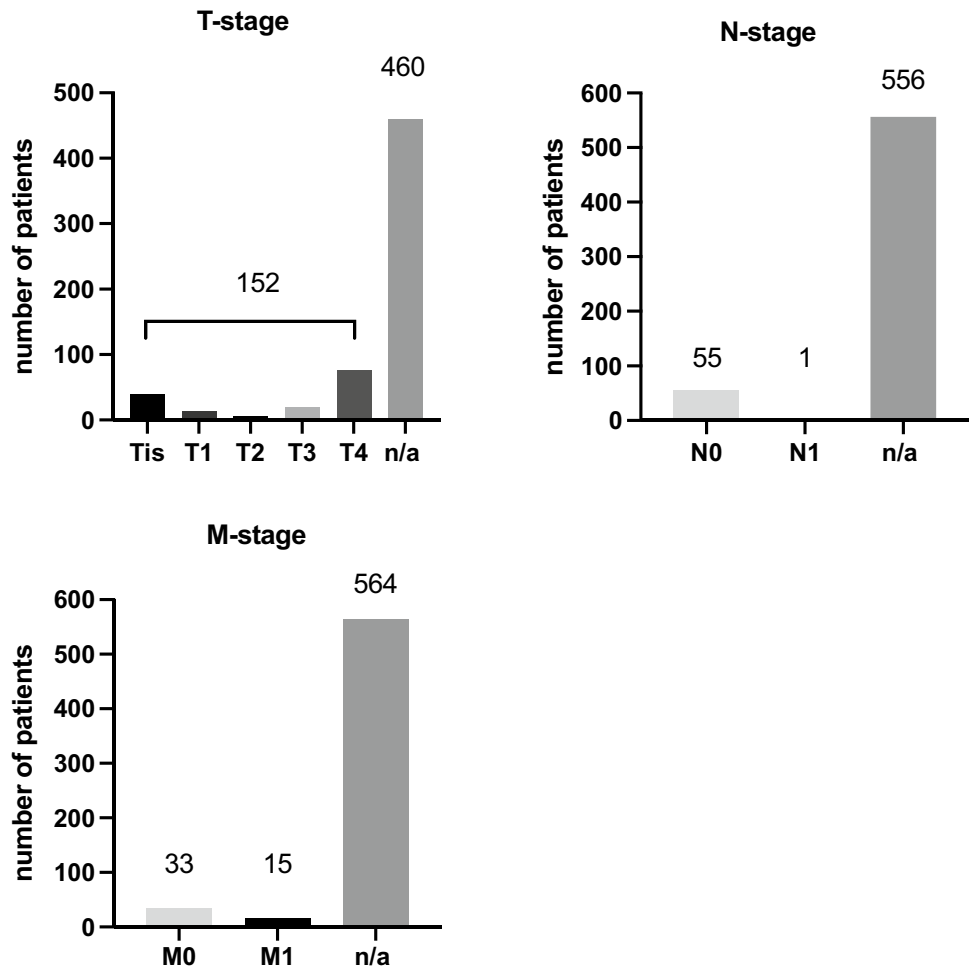 T-stage
460
500
400
300
200
100
0
number of patients
152
Tis T1 T2 T3 T4 n/a
N-stage
556
600
500
400
300
200
100
0
number of patients
55 1
N0 N1 n/a
M-stage
564
600
500
400
300
200
100
0
number of patients
33 15
M0 M1 n/a